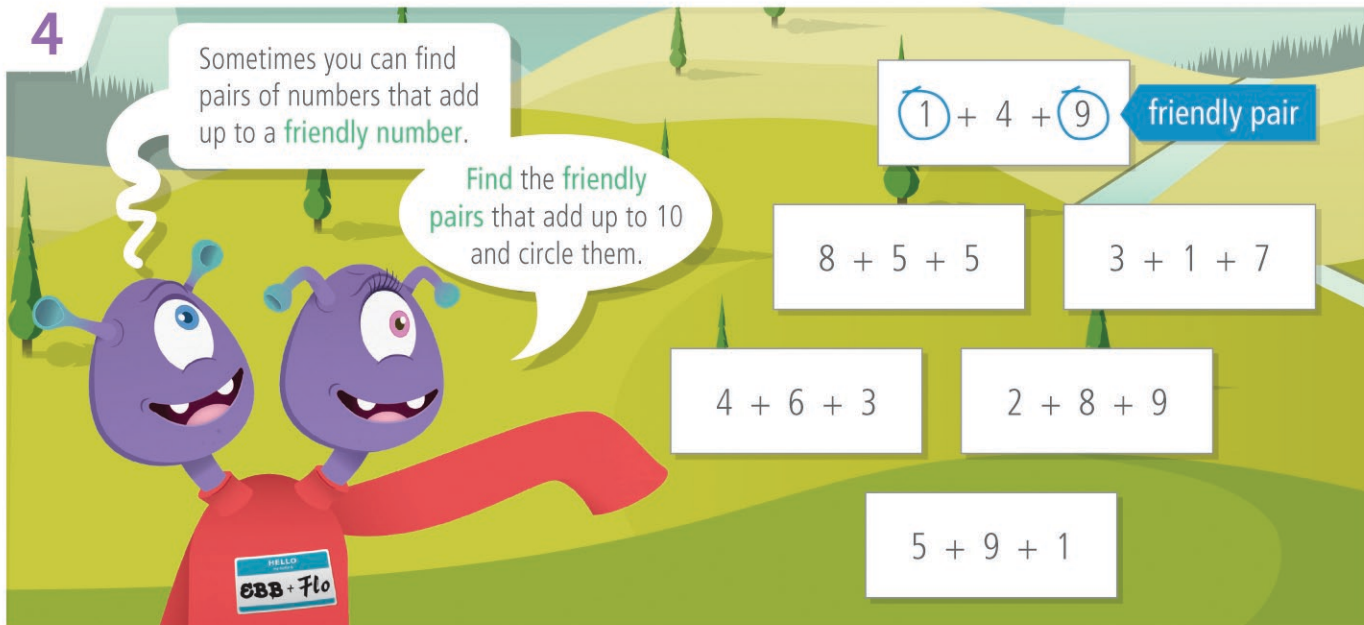 4
Sometimes you can find
pairs of numbers that add
up to a friendly number.
Find the friendly
pairs that add up to 10
and circle them.
1 + 4 + 9
friendly pair
8 + 5 + 5
3 + 1 + 7
4 + 6 + 3
2 + 8 + 9
5 + 9 + 1
HELLO
EBB + Flo